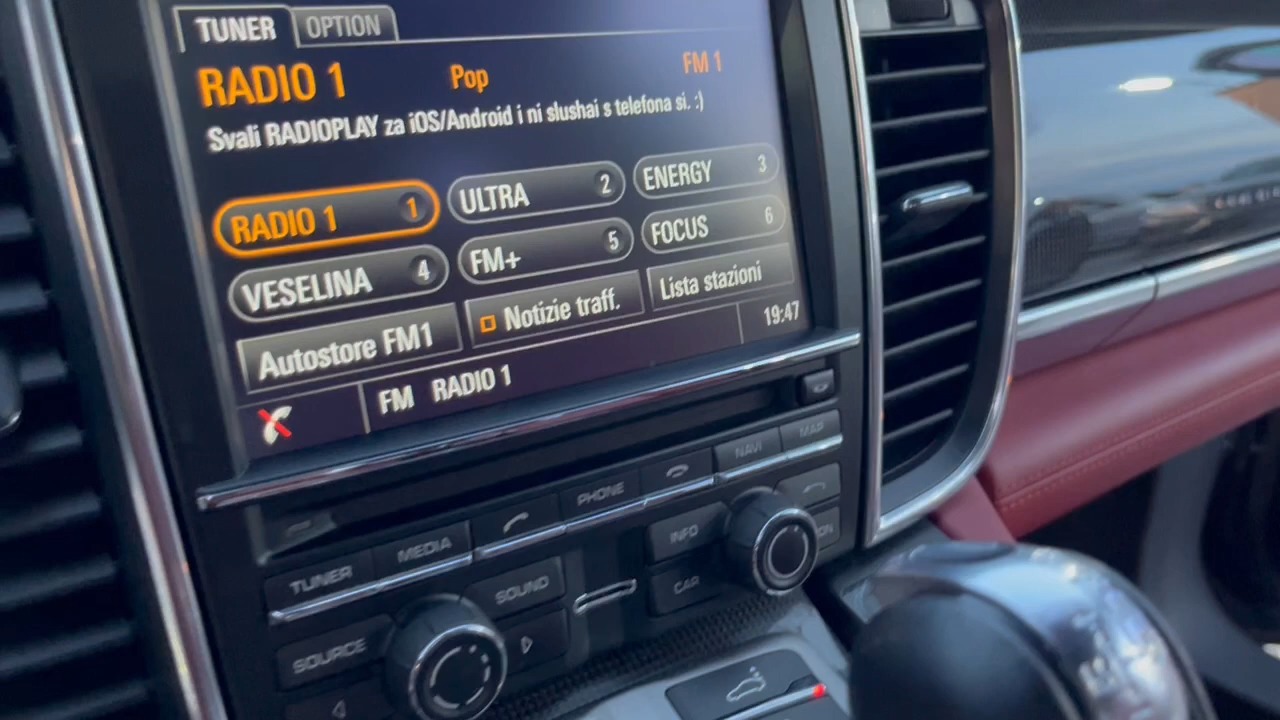 TUNER OPTION
RADIO 1 Pop FM 1
Svali RADIOPLAY za iOS/Android i ni slushai s telefona si. :)
RADIO 1 1 ULTRA 2 ENERGY 3
VESELINA 4 FM+ 5 FOCUS 6
Autostore FM1 Notizie traff. Lista stazioni
FM RADIO 1 19:47
TUNER MEDIA PHONE NAVI MAP
SOURCE SOUND INFO
CAR